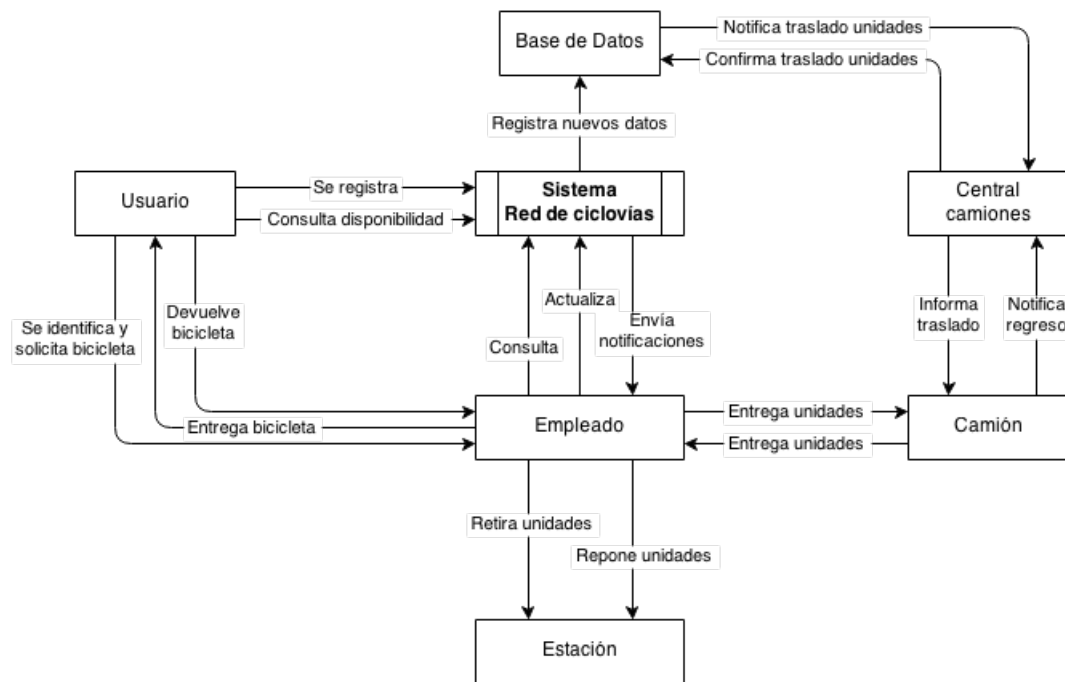 Base de Datos
Notifica traslado unidades
Confirma traslado unidades
Registra nuevos datos
Usuario
Se registra
Consulta disponibilidad
Sistema
Red de ciclovías
Central
camiones
Se identifica y
solicita bicicleta
Devuelve
bicicleta
Consulta
Actualiza
Envía
notificaciones
Informa
traslado
Notifica
regreso
Entrega bicicleta
Empleado
Entrega unidades
Entrega unidades
Camión
Retira unidades
Repone unidades
Estación